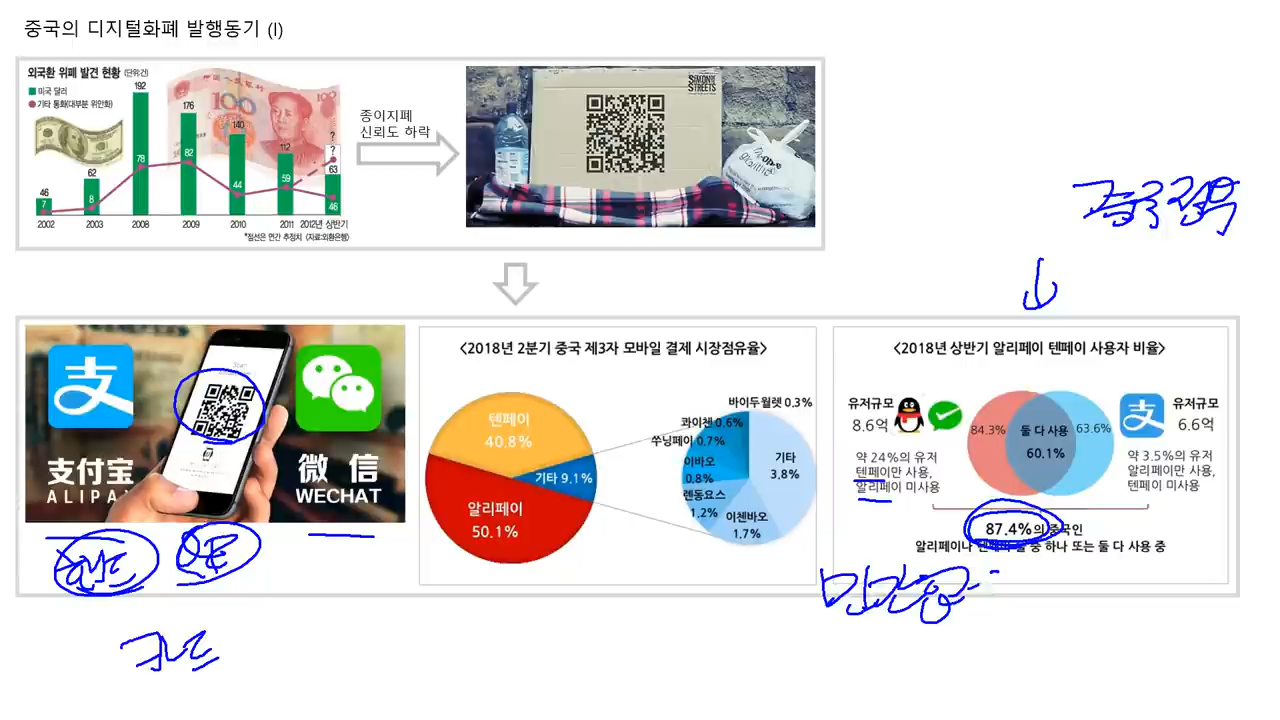 중국의 디지털화폐 발행동기 (I)
외국환 위폐 발견 현황 (단위:건)
미국 달러
기타 통화(대부분 위안화)
192
176
140
112
?
?
63
46
62
78
82
44
59
46
7
8
2002
2003
2008
2009
2010
2011
2012년 상반기
*점선은 연간 추정치 (자료:외환은행)
100
100
종이지폐
신뢰도 하락
SIMON ON THE STREETS
중국정부
支付宝
ALIPA
微信
WECHAT
<2018년 2분기 중국 제3자 모바일 결제 시장점유율>
텐페이
40.8%
알리페이
50.1%
기타 9.1%
바이두월렛 0.3%
콰이첸 0.6%
쑤닝페이 0.7%
이바오
0.8%
렌동요스
1.2%
이첸바오
1.7%
기타
3.8%
<2018년 상반기 알리페이 텐페이 사용자 비율>
유저규모
8.6억
84.3%
둘 다 사용
60.1%
63.6%
유저규모
6.6억
약 24%의 유저
텐페이만 사용,
알리페이 미사용
약 3.5%의 유저
알리페이만 사용,
텐페이 미사용
87.4%의 중국인
알리페이나 텐페이 둘 중 하나 또는 둘 다 사용 중